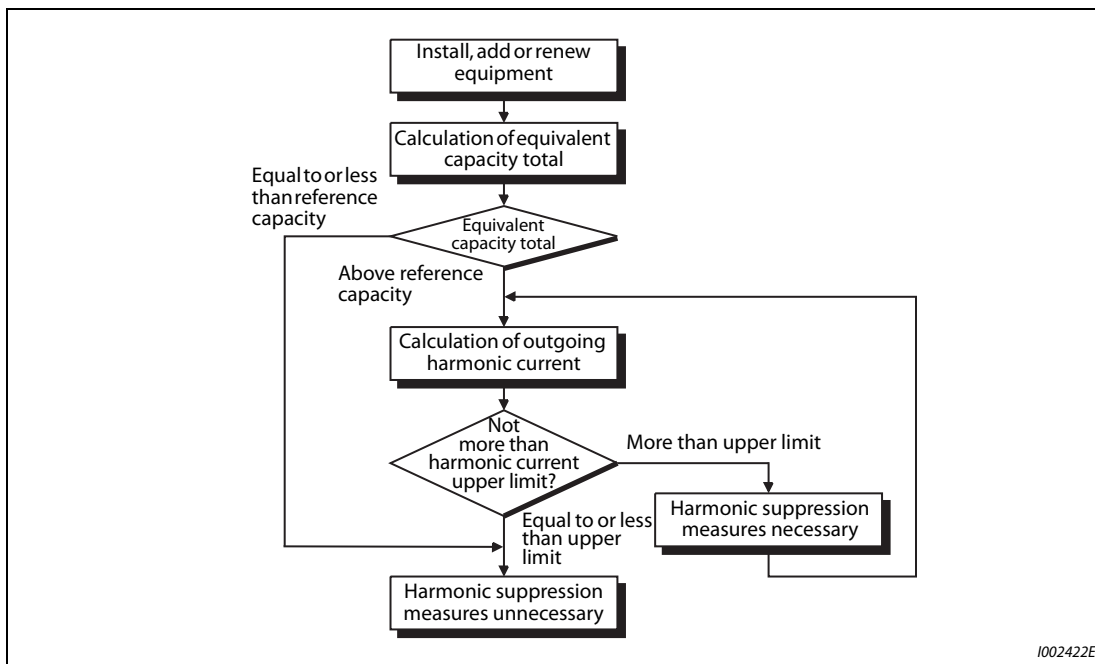 Install, add or renew
equipment
Calculation of equivalent
capacity total
Equal to or less
than reference
capacity
Equivalent
capacity total
Above reference
capacity
Calculation of outgoing
harmonic current
Not
more than
harmonic current
upper limit?
More than upper limit
Harmonic suppression
measures necessary
Equal to or less
than upper
limit
Harmonic suppression
measures unnecessary
I002422E